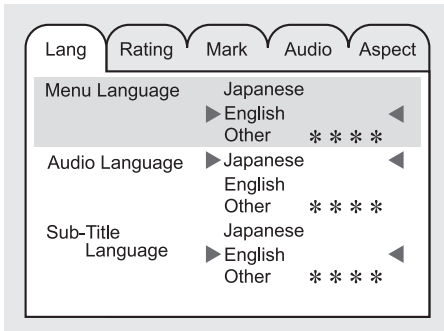 Lang Rating Mark Audio Aspect
Menu Language Japanese
▶English ◀
Other ＊＊＊＊
Audio Language ▶Japanese ◀
English
Other ＊＊＊＊
Sub-Title Japanese
Language ▶English ◀
Other ＊＊＊＊